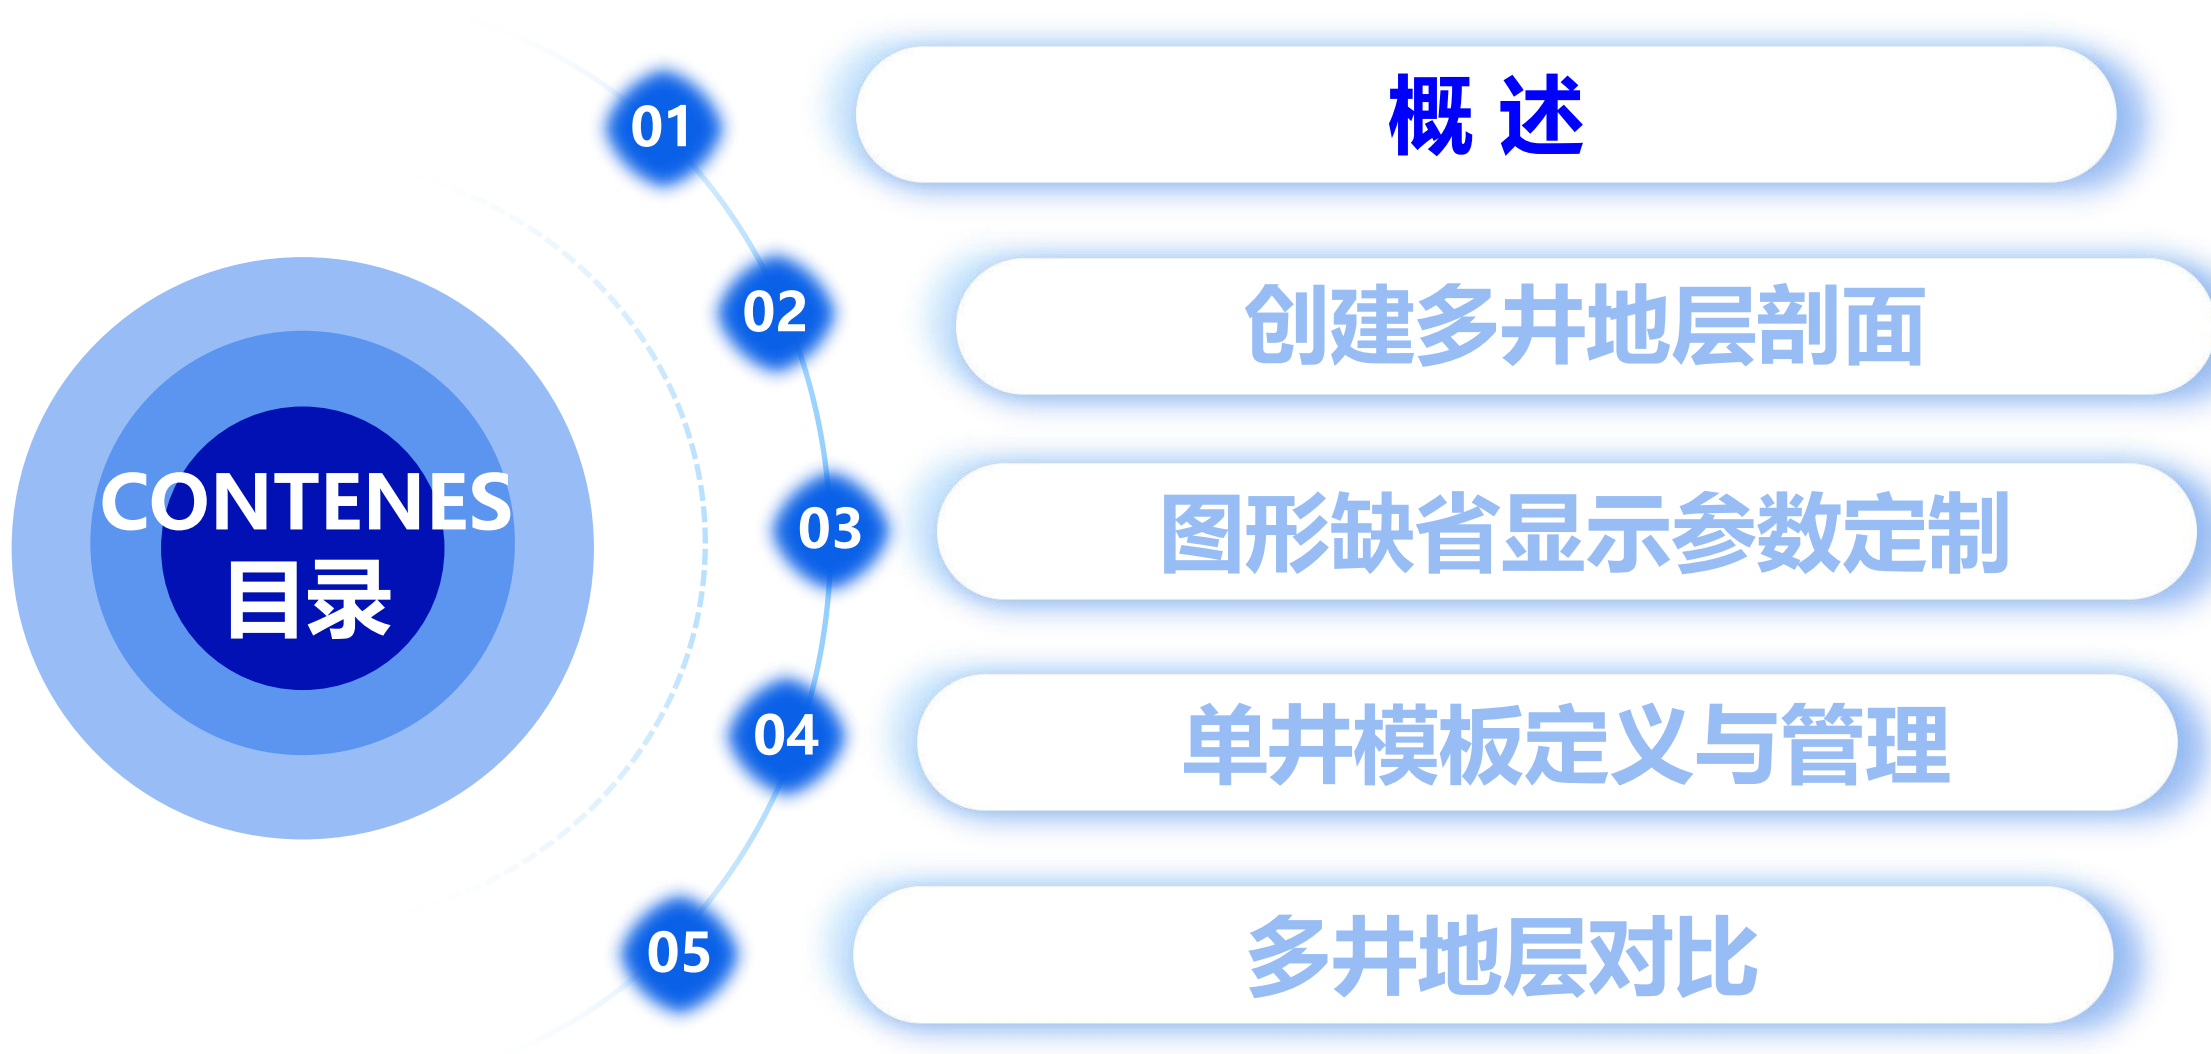 CONTENES
目录
01
概 述
02
创建多井地层剖面
03
图形缺省显示参数定制
04
单井模板定义与管理
05
多井地层对比